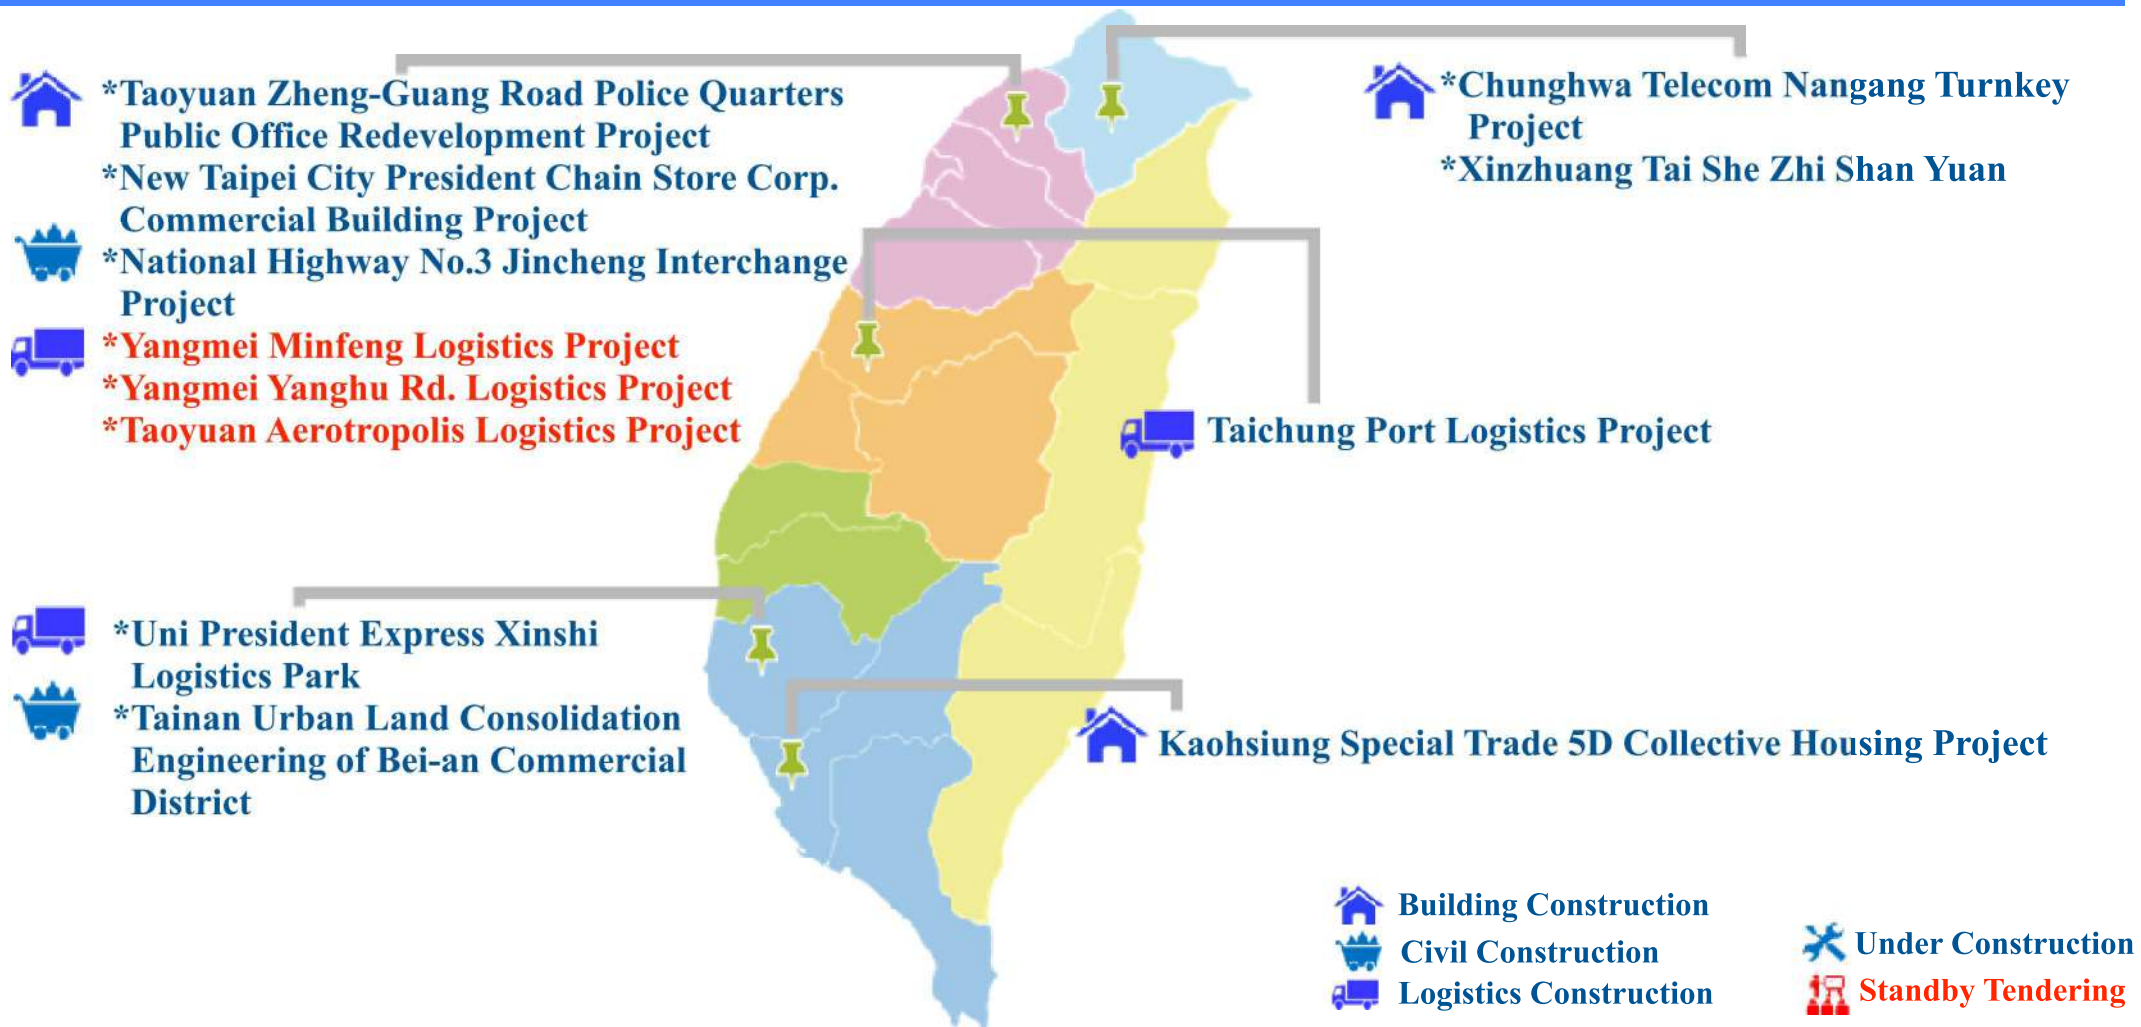 *Taoyuan Zheng-Guang Road Police Quarters
Public Office Redevelopment Project
*New Taipei City President Chain Store Corp.
Commercial Building Project
*National Highway No.3 Jincheng Interchange
Project
*Yangmei Minfeng Logistics Project
*Yangmei Yanghu Rd. Logistics Project
*Taoyuan Aerotropolis Logistics Project
*Chunghwa Telecom Nangang Turnkey
Project
*Xinzhuang Tai She Zhi Shan Yuan
Taichung Port Logistics Project
*Uni President Express Xinshi
Logistics Park
*Tainan Urban Land Consolidation
Engineering of Bei-an Commercial
District
Kaohsiung Special Trade 5D Collective Housing Project
Building Construction
Civil Construction
Logistics Construction
Under Construction
Standby Tendering